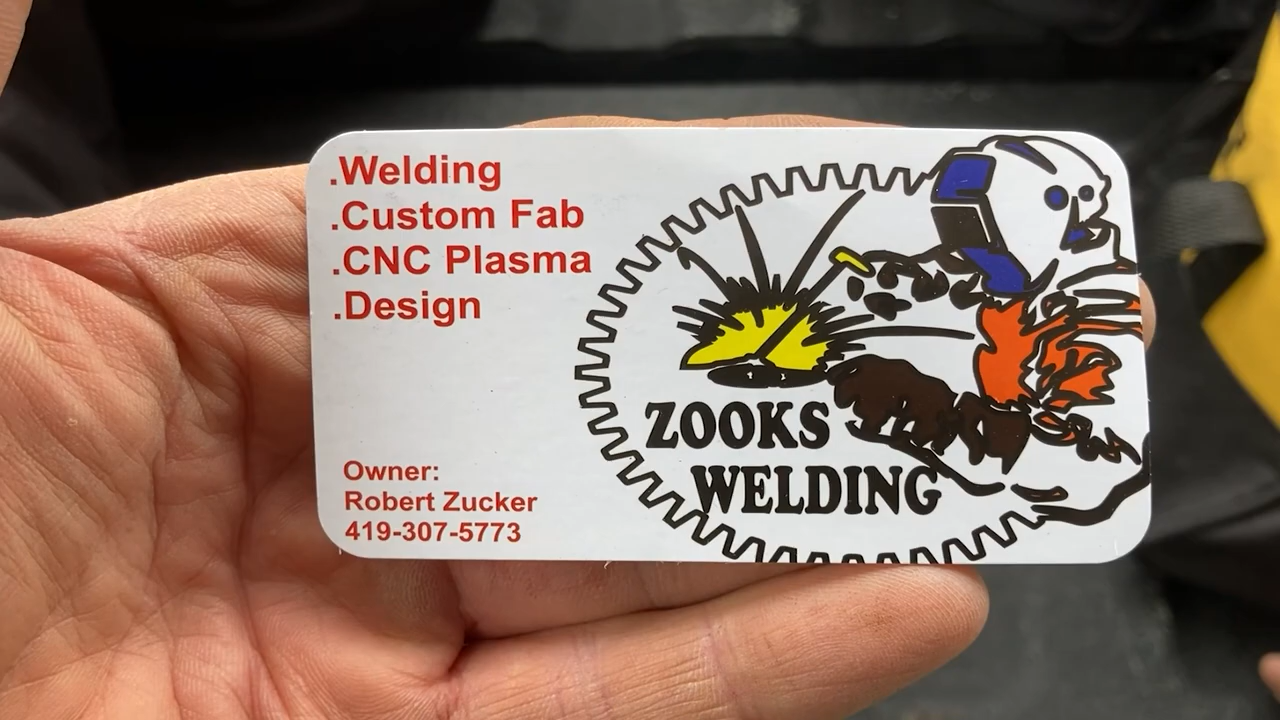 .Welding
.Custom Fab
.CNC Plasma
.Design
Owner:
Robert Zucker
419-307-5773
ZOOKS
WELDING